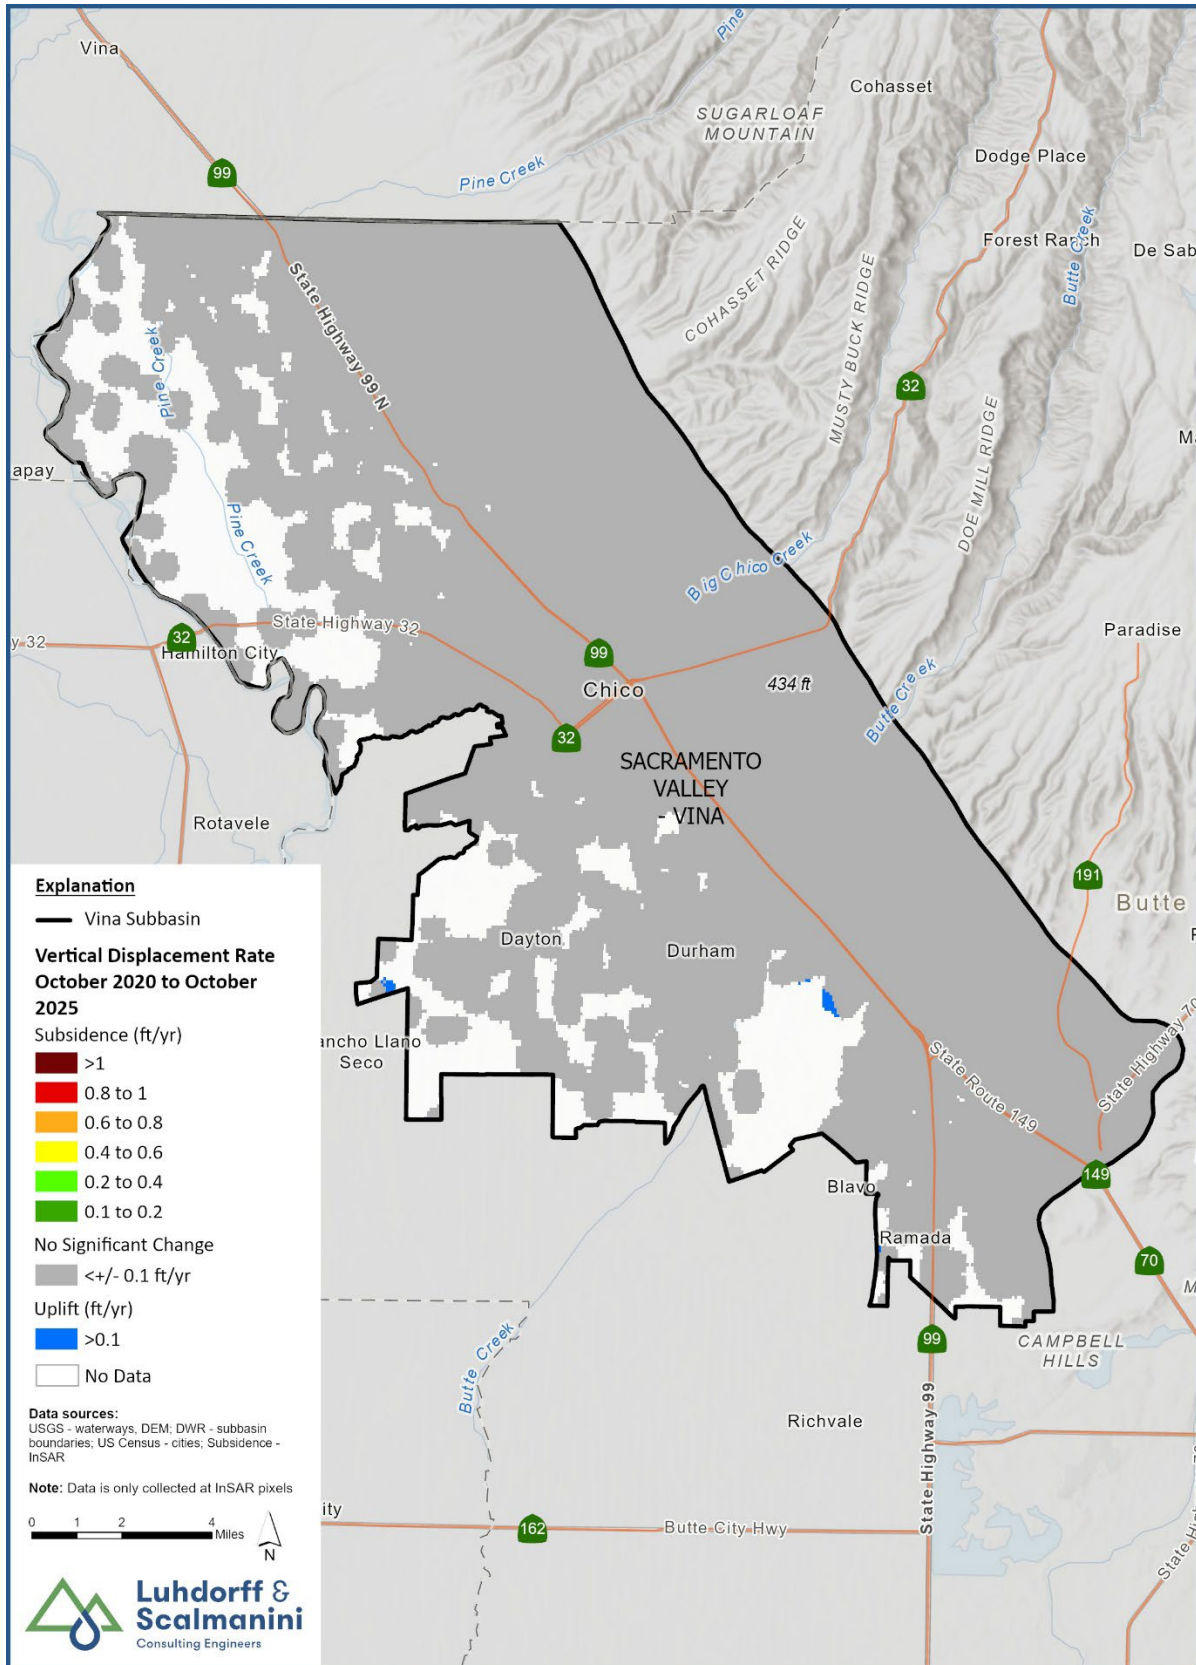 Vina
Cohasset
SUGARLOAF
MOUNTAIN
Pine Creek
Dodge Place
99
Butte Creek
Forest Ranch
De Sab
State Highway 99 N
COHASSET RIDGE
MUSTY BUCK RIDGE
32
Pine Creek
DOE MILL RIDGE
apay
Pine Creek
Big Chico Creek
State Highway 32
Paradise
y 32
32
Hamilton City
99
Chico
434 ft
Butte Creek
32
SACRAMENTO
VALLEY
- VINA
Rotavele
191
Butte
Dayton
Durham
ancho Llano
Seco
State Highway 70
State Route 149
149
Blavo
Ramada
70
99
CAMPBELL
HILLS
Butte Creek
Richvale
State Highway 99
ity
162
Butte City Hwy
Explanation
Vina Subbasin
Vertical Displacement Rate
October 2020 to October
2025
Subsidence (ft/yr)
>1
0.8 to 1
0.6 to 0.8
0.4 to 0.6
0.2 to 0.4
0.1 to 0.2
No Significant Change
<+/- 0.1 ft/yr
Uplift (ft/yr)
>0.1
No Data
Data sources:
USGS - waterways, DEM; DWR - subbasin
boundaries; US Census - cities; Subsidence -
InSAR
Note: Data is only collected at InSAR pixels
0 1 2 4
Miles
N
Luhdorff &
Scalmanini
Consulting Engineers